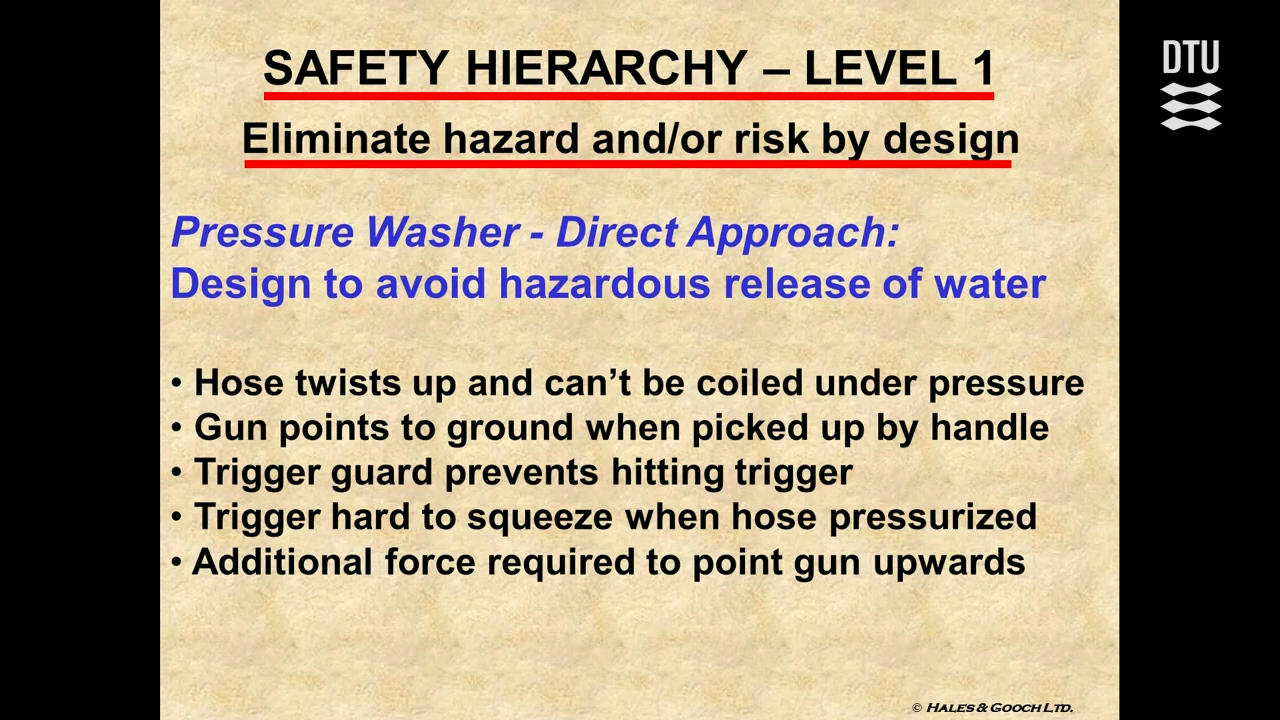 SAFETY HIERARCHY – LEVEL 1
Eliminate hazard and/or risk by design
Pressure Washer - Direct Approach:
Design to avoid hazardous release of water
• Hose twists up and can’t be coiled under pressure
• Gun points to ground when picked up by handle
• Trigger guard prevents hitting trigger
• Trigger hard to squeeze when hose pressurized
• Additional force required to point gun upwards
© HALES & GOOCH LTD.
DTU